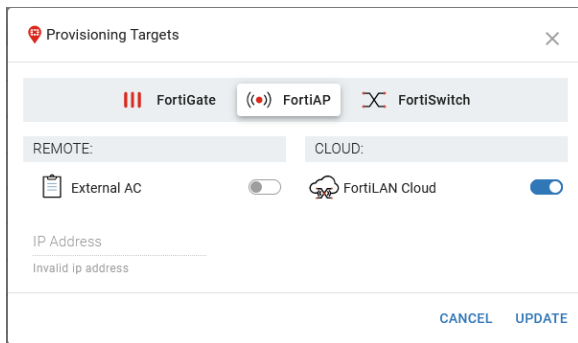 Provisioning Targets
FortiGate FortiAP FortiSwitch
REMOTE: CLOUD:
External AC FortiLAN Cloud
IP Address
Invalid ip address
CANCEL UPDATE